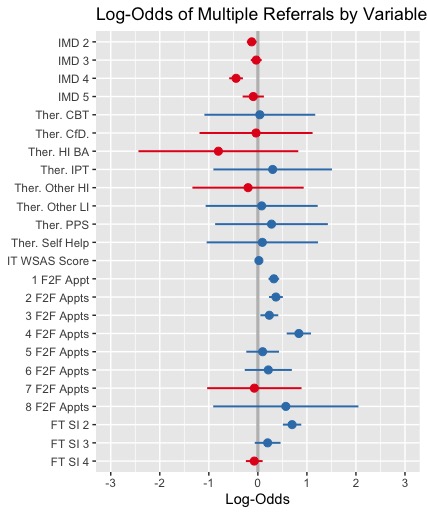 Log-Odds of Multiple Referrals by Variable
IMD 2
IMD 3
IMD 4
IMD 5
Ther. CBT
Ther. CfD.
Ther. HI BA
Ther. IPT
Ther. Other HI
Ther. Other LI
Ther. PPS
Ther. Self Help
IT WSAS Score
1 F2F Appt
2 F2F Appts
3 F2F Appts
4 F2F Appts
5 F2F Appts
6 F2F Appts
7 F2F Appts
8 F2F Appts
FT SI 2
FT SI 3
FT SI 4
-3 -2 -1 0 1 2 3
Log-Odds